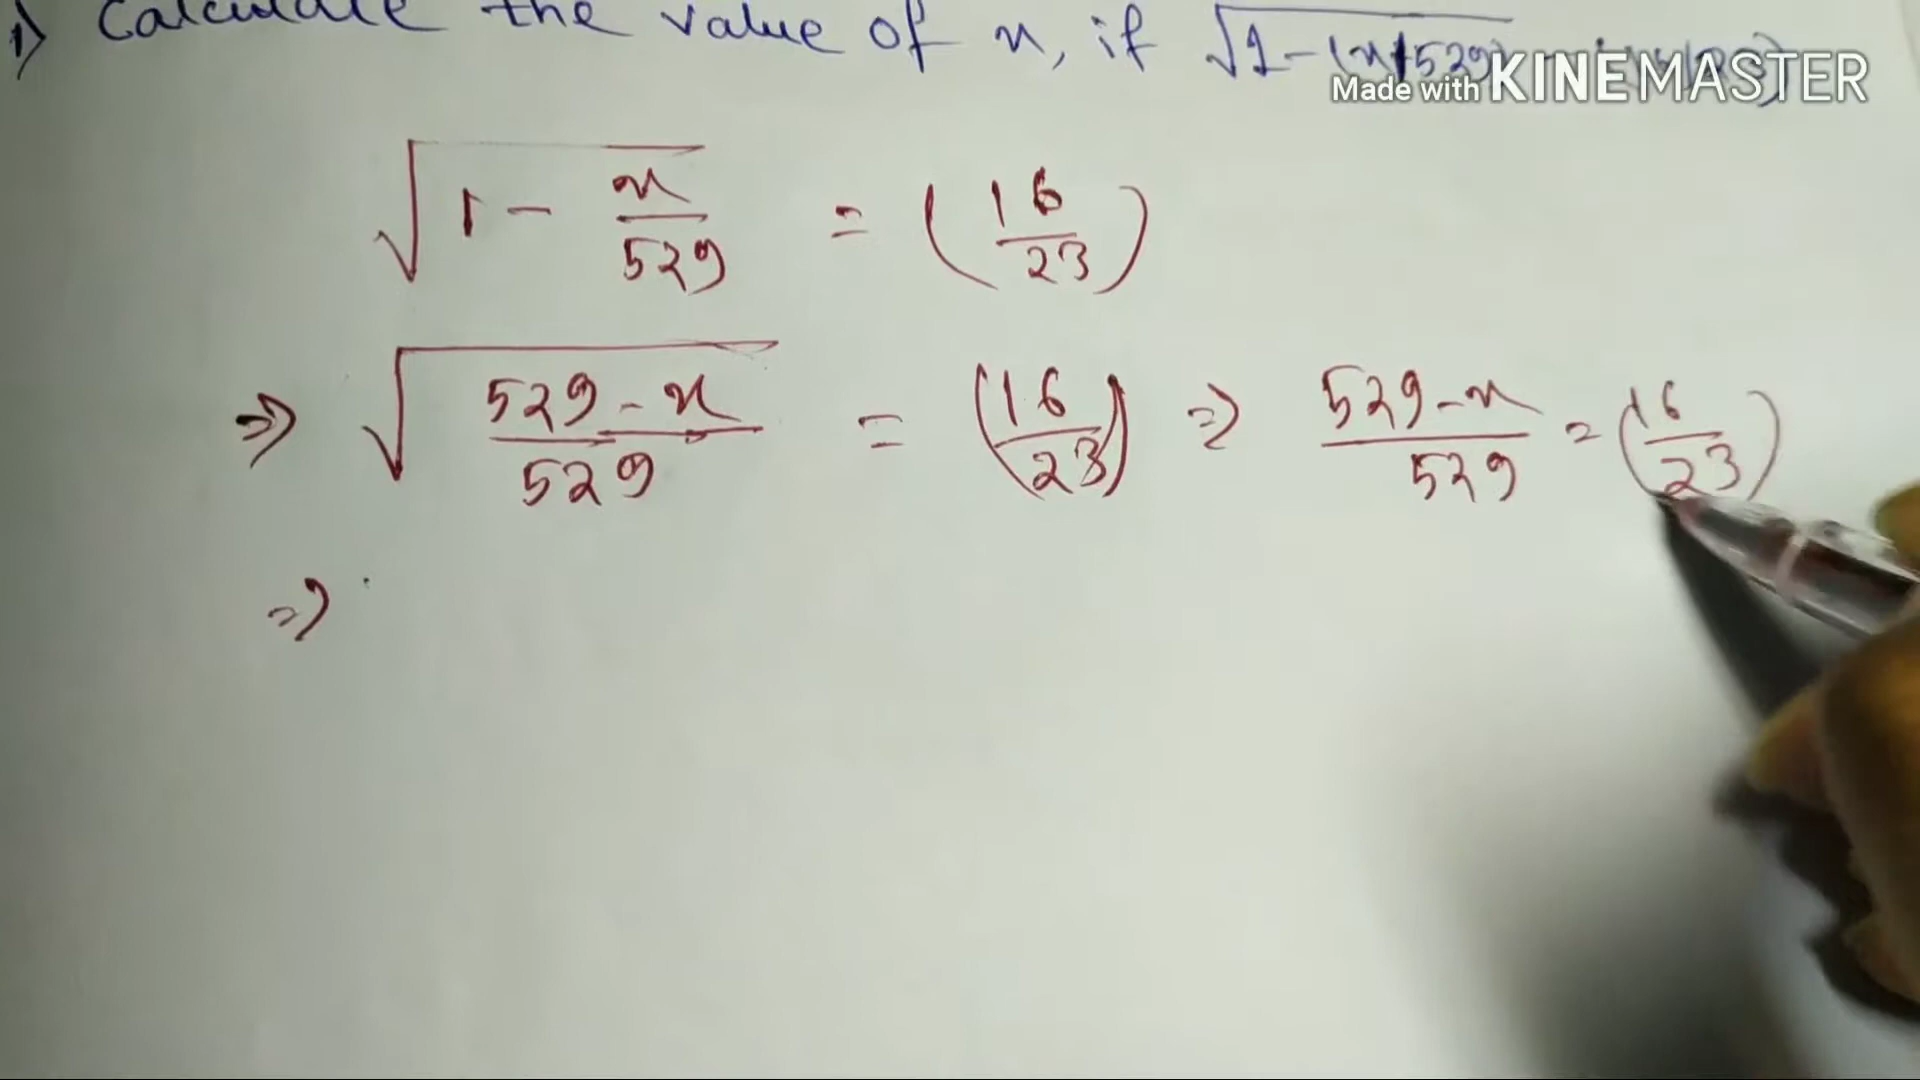 1) Calculate the value of x, if √1-(x/529)
Made with KINEMASTER
√1 - x/529 = (16/23)
⇒ √529-x/529 = (16/23) ⇒ 529-x/529 = (16/23)
⇒